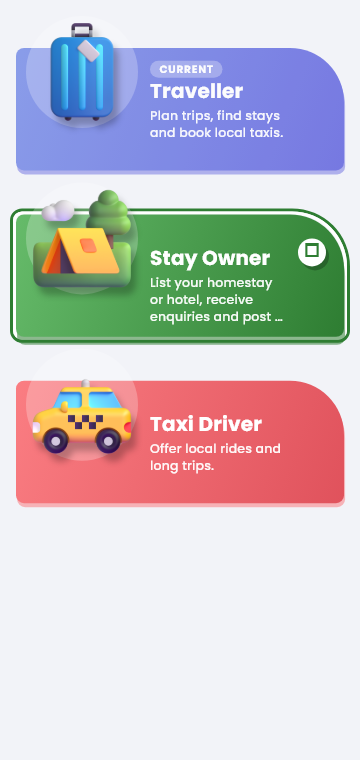 CURRENT
Traveller
Plan trips, find stays
and book local taxis.
Stay Owner
List your homestay
or hotel, receive
enquiries and post ...
Taxi Driver
Offer local rides and
long trips.